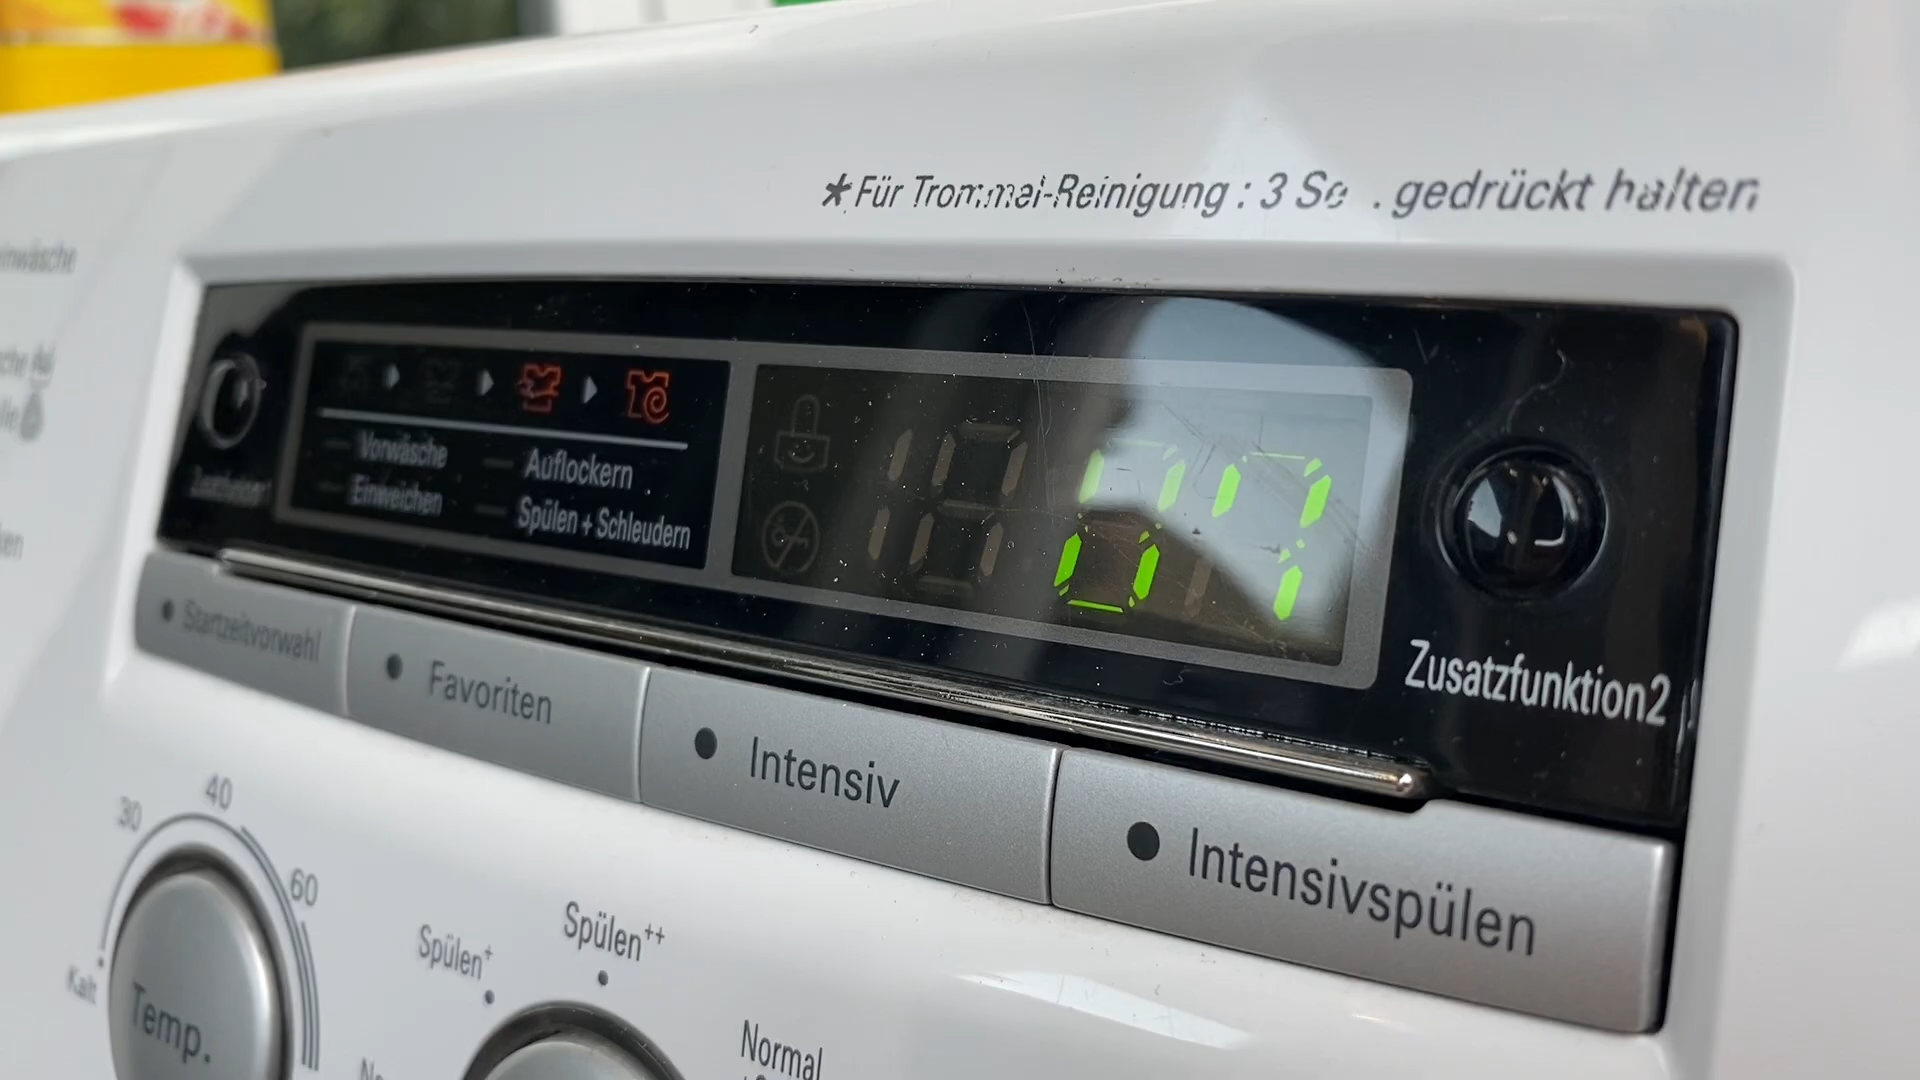 *Für Trommel-Reinigung : 3 Se . gedrückt halten
Vorwäsche
Auflockern
Einweichen
Spülen + Schleudern
07
Zusatzfunktion2
Startzeitvorwahl
Favoriten
Intensiv
Intensivspülen
30
40
60
Kalt
Temp.
Spülen+
Spülen++
Normal